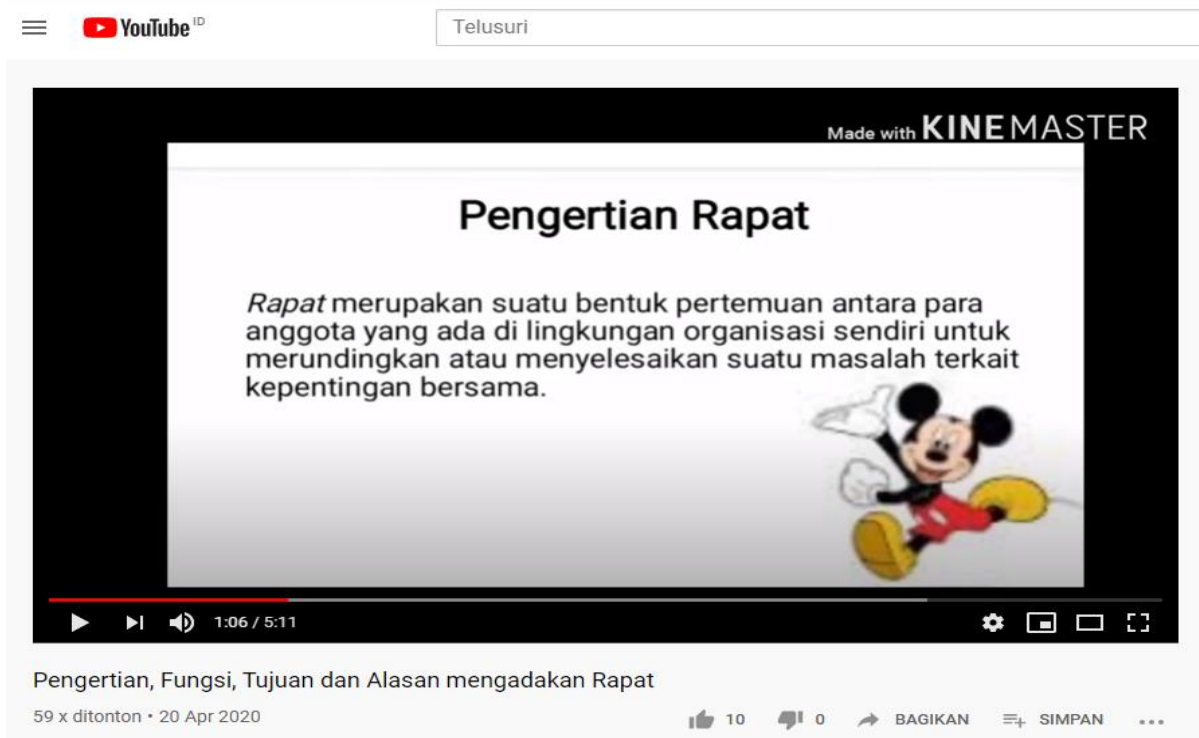 YouTube ID
Telusuri
Made with KINEMASTER
Pengertian Rapat
Rapat merupakan suatu bentuk pertemuan antara para
anggota yang ada di lingkungan organisasi sendiri untuk
merundingkan atau menyelesaikan suatu masalah terkait
kepentingan bersama.
1:06 / 5:11
Pengertian, Fungsi, Tujuan dan Alasan mengadakan Rapat
59 x ditonton • 20 Apr 2020
10 0 BAGIKAN SIMPAN